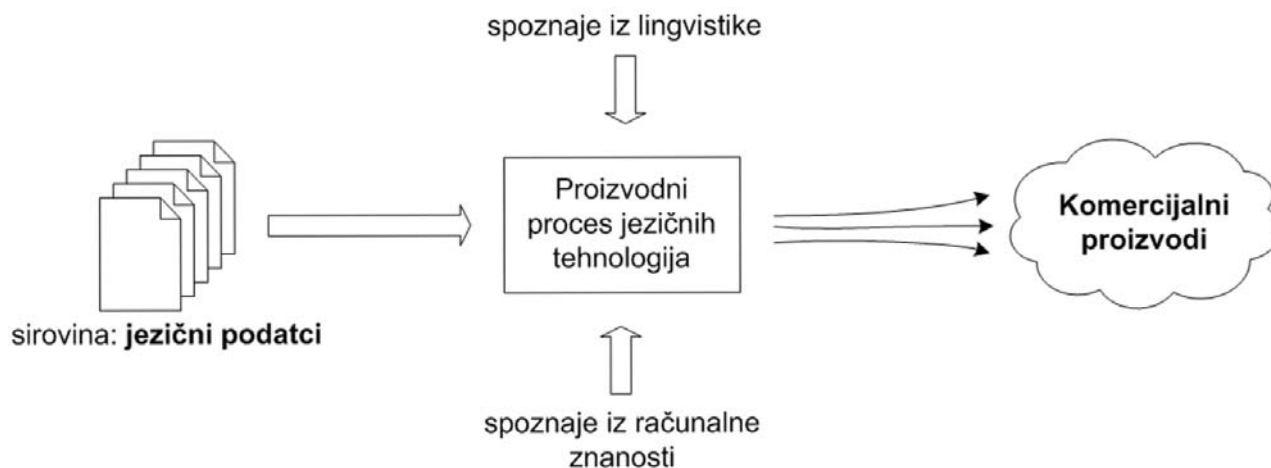 spoznaje iz lingvistike
Proizvodni
proces jezičnih
tehnologija
Komercijalni
proizvodi
sirovina: jezični podatci
spoznaje iz računalne
znanosti